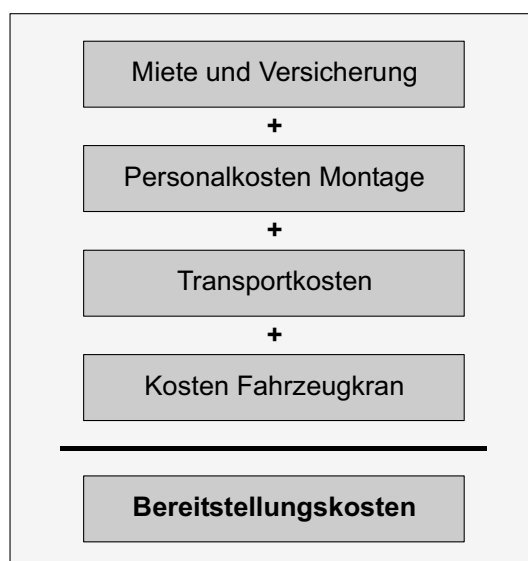 Miete und Versicherung
+
Personalkosten Montage
+
Transportkosten
+
Kosten Fahrzeugkran
Bereitstellungskosten